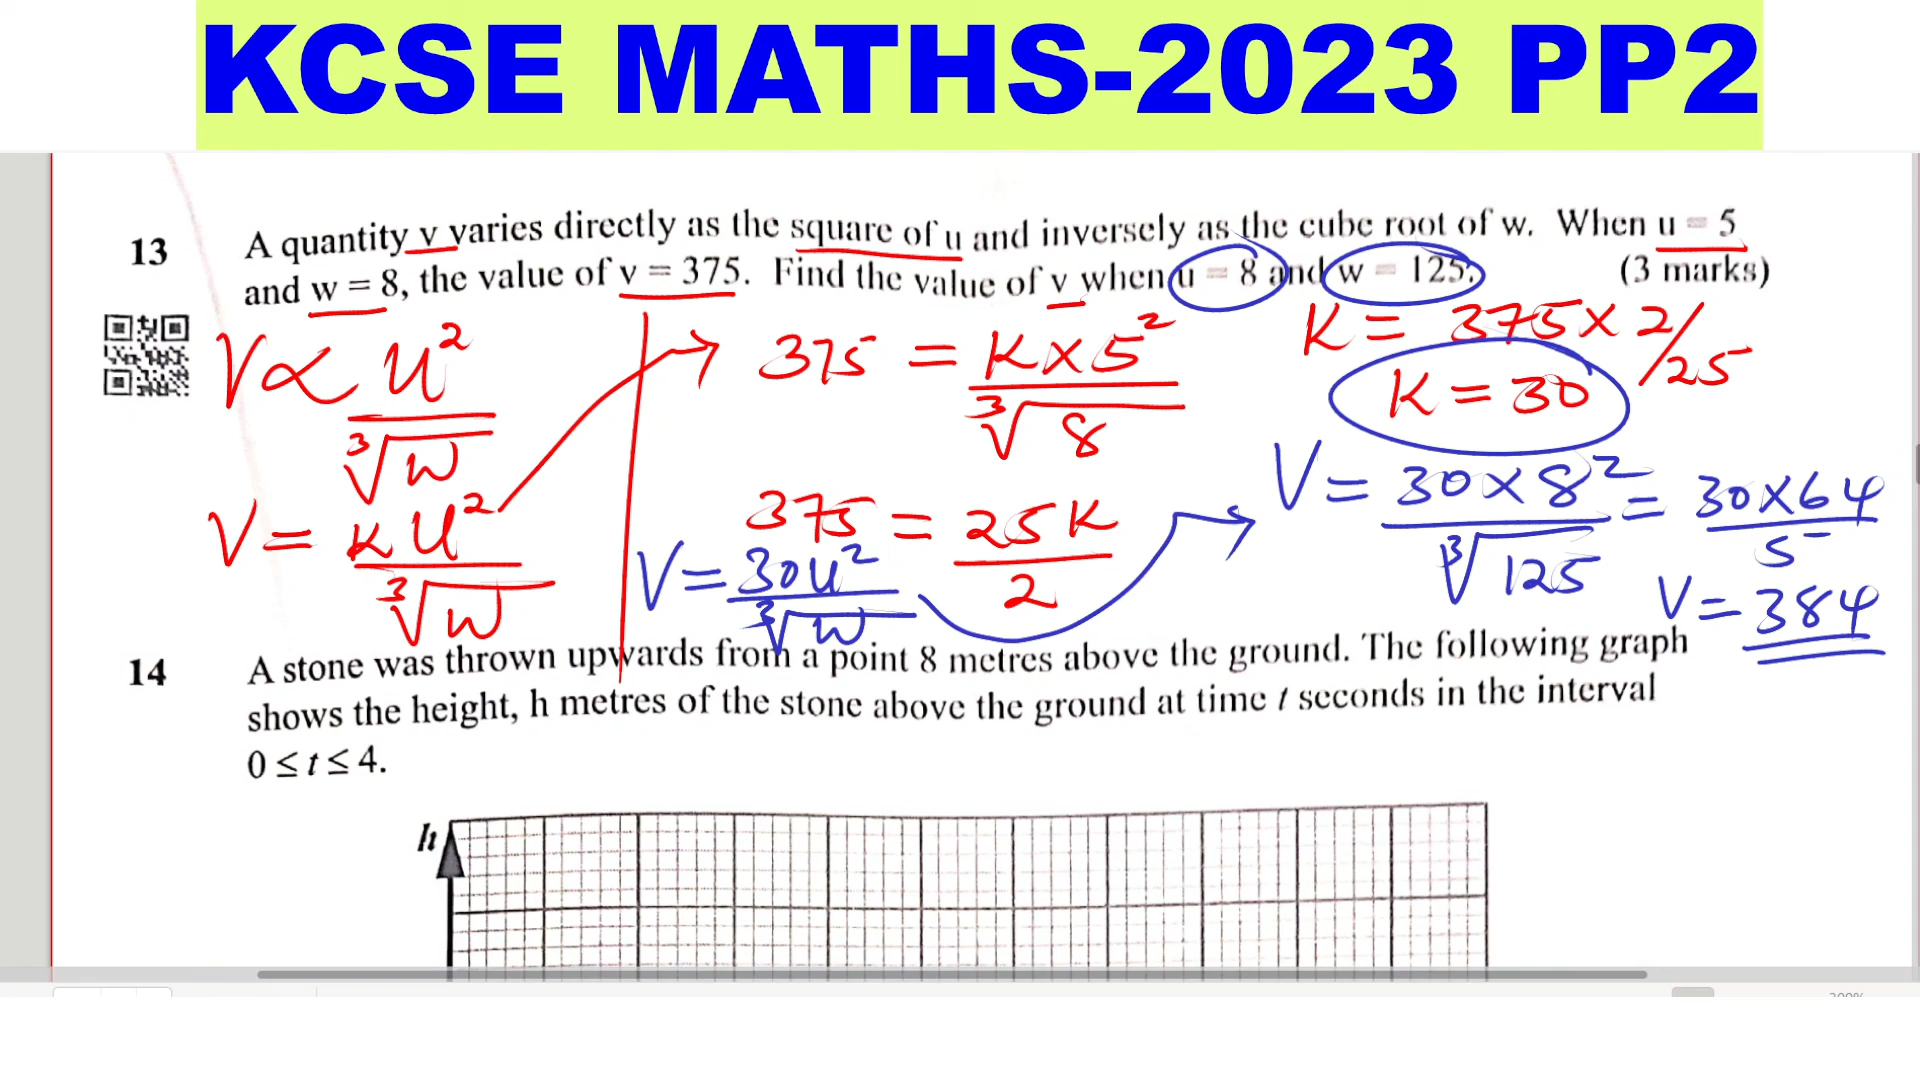 KCSE MATHS-2023 PP2
13 A quantity v varies directly as the square of u and inversely as the cube root of w. When u = 5
and w = 8, the value of v = 375. Find the value of v when u = 8 and w = 125. (3 marks)
V ∝ u² / ∛w
V = Ku² / ∛w
375 = K × 5² / ∛8
375 = 25K / 2
K = 375 × 2/25
K = 30
V = 30u² / ∛w
V = 30 × 8² / ∛125 = 30 × 64 / 5
V = 384
14 A stone was thrown upwards from a point 8 metres above the ground. The following graph
shows the height, h metres of the stone above the ground at time t seconds in the interval
0 ≤ t ≤ 4.
h